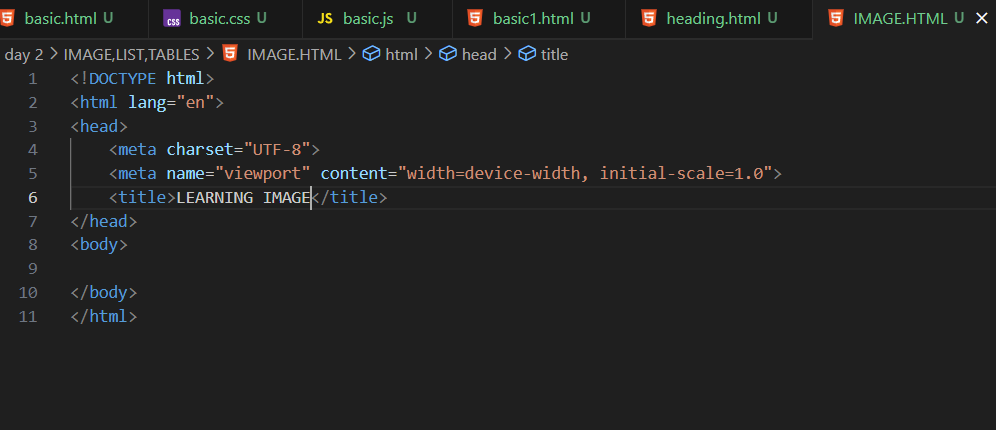 basic.html U basic.css U JS basic.js U basic1.html U heading.html U IMAGE.HTML U
day 2 > IMAGE,LIST,TABLES > IMAGE.HTML > html > head > title
1 <!DOCTYPE html>
2 <html lang="en">
3 <head>
4 <meta charset="UTF-8">
5 <meta name="viewport" content="width=device-width, initial-scale=1.0">
6 <title>LEARNING IMAGE</title>
7 </head>
8 <body>
9
10 </body>
11 </html>